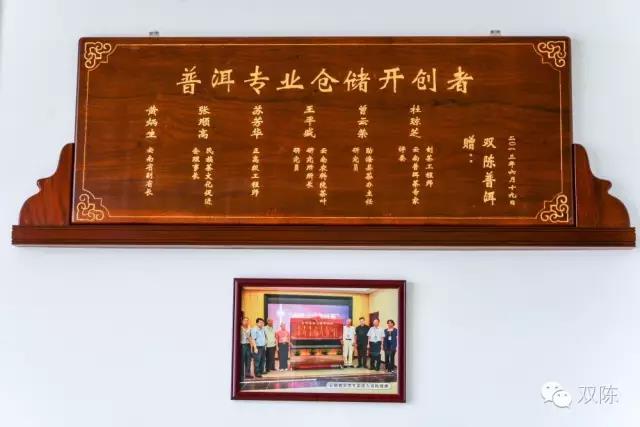 普洱专业仓储开创者
二〇一三年六月十九日
双陈普洱
赠：
杜琼芝
制茶工程师
云南普洱茶专家
评委
曾云荣
勐海县茶办主任
研究员
王平盛
云南农科院茶叶
研究所所长
研究员
苏芳华
正高级工程师
张顺高
民族茶文化促进
会理事长
黄炳生
云南省副省长
双陈